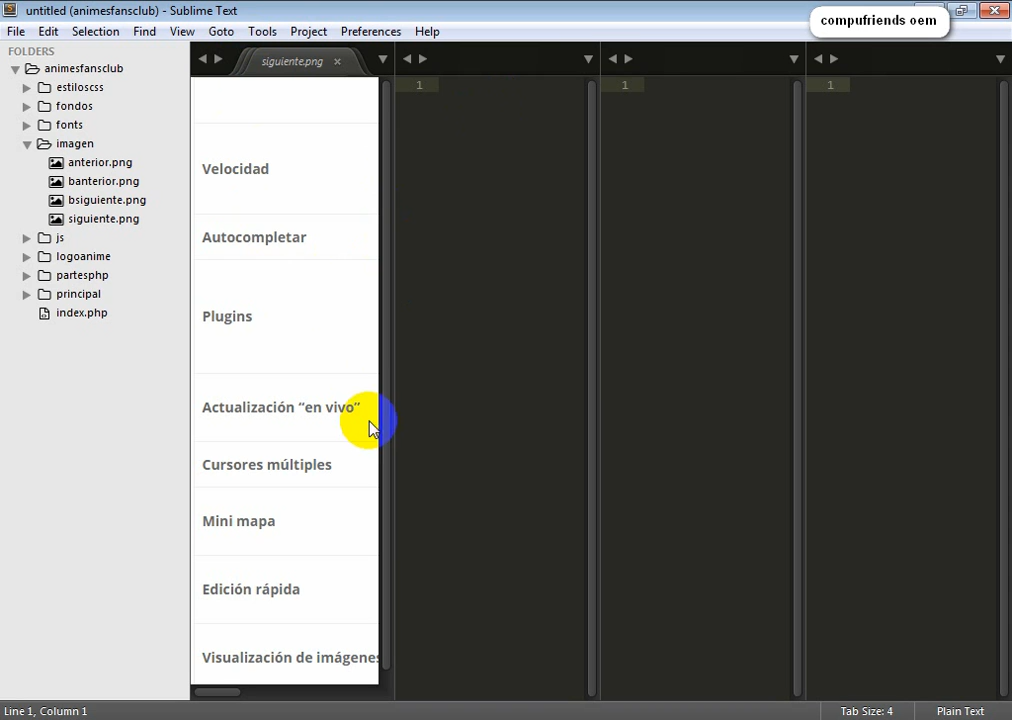 untitled (animesfansclub) - Sublime Text
compufriends oem
File Edit Selection Find View Goto Tools Project Preferences Help
FOLDERS
animesfansclub
estiloscss
fondos
fonts
imagen
anterior.png
banterior.png
bsiguiente.png
siguiente.png
js
logoanime
partesphp
principal
index.php
siguiente.png
Velocidad
Autocompletar
Plugins
Actualización “en vivo”
Cursores múltiples
Mini mapa
Edición rápida
Visualización de imágenes
1
1
1
Line 1, Column 1
Tab Size: 4
Plain Text